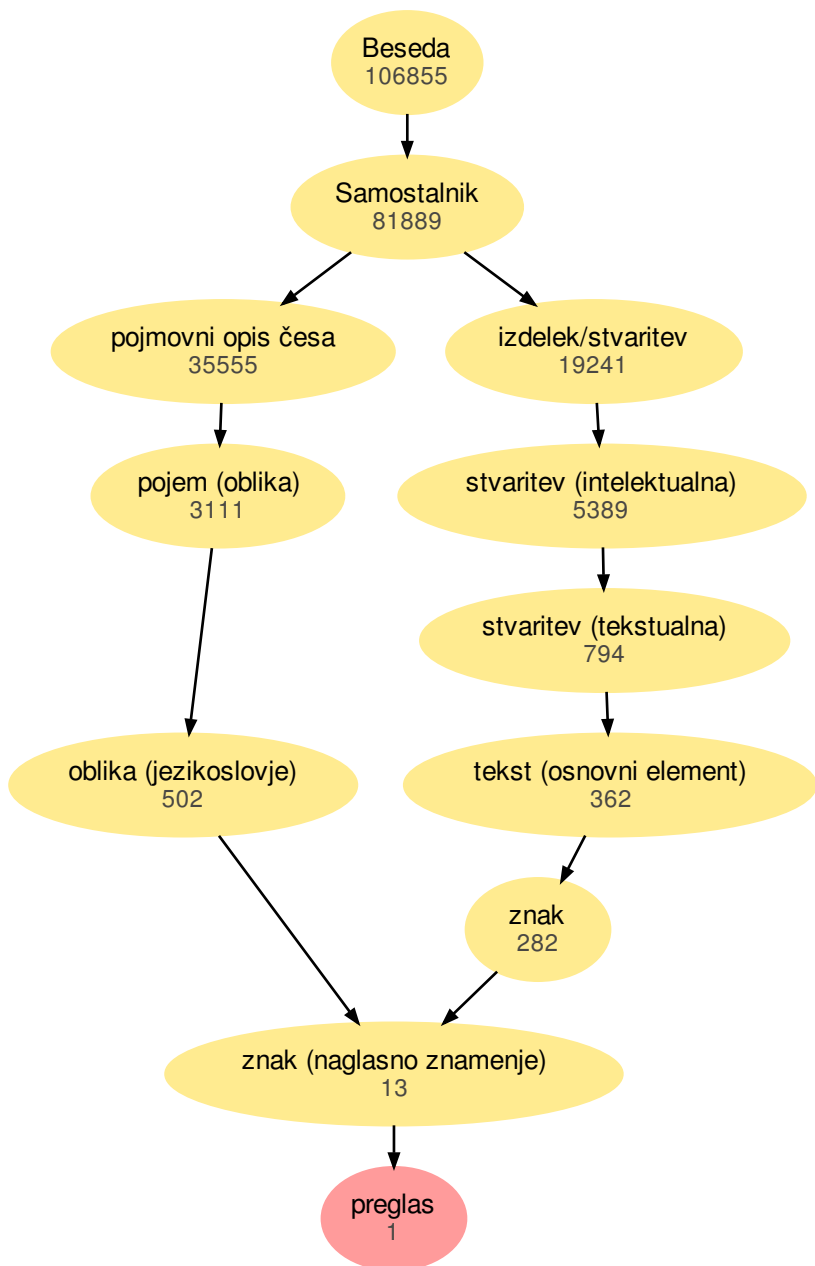 Beseda
106855
Samostalnik
81889
pojmovni opis česa
35555
izdelek/stvaritev
19241
pojem (oblika)
3111
stvaritev (intelektualna)
5389
stvaritev (tekstualna)
794
oblika (jezikoslovje)
502
tekst (osnovni element)
362
znak
282
znak (naglasno znamenje)
13
preglas
1